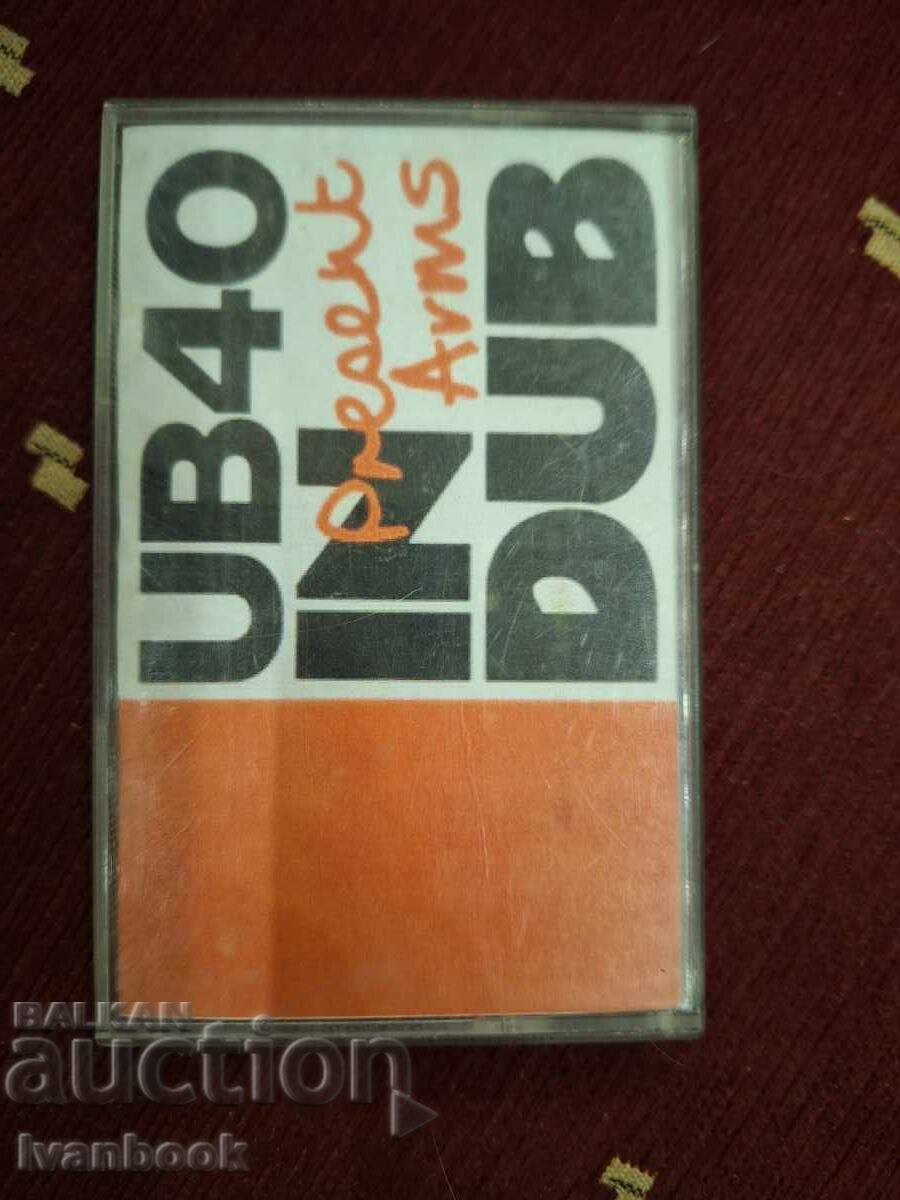 UB40
present
Arms
IN
DUB
BALKAN
auction
Ivanbook